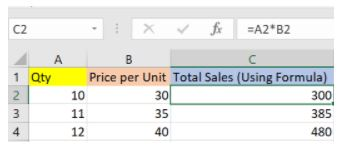 C2 fx =A2*B2
A B C
1 Qty Price per Unit Total Sales (Using Formula)
2 10 30 300
3 11 35 385
4 12 40 480